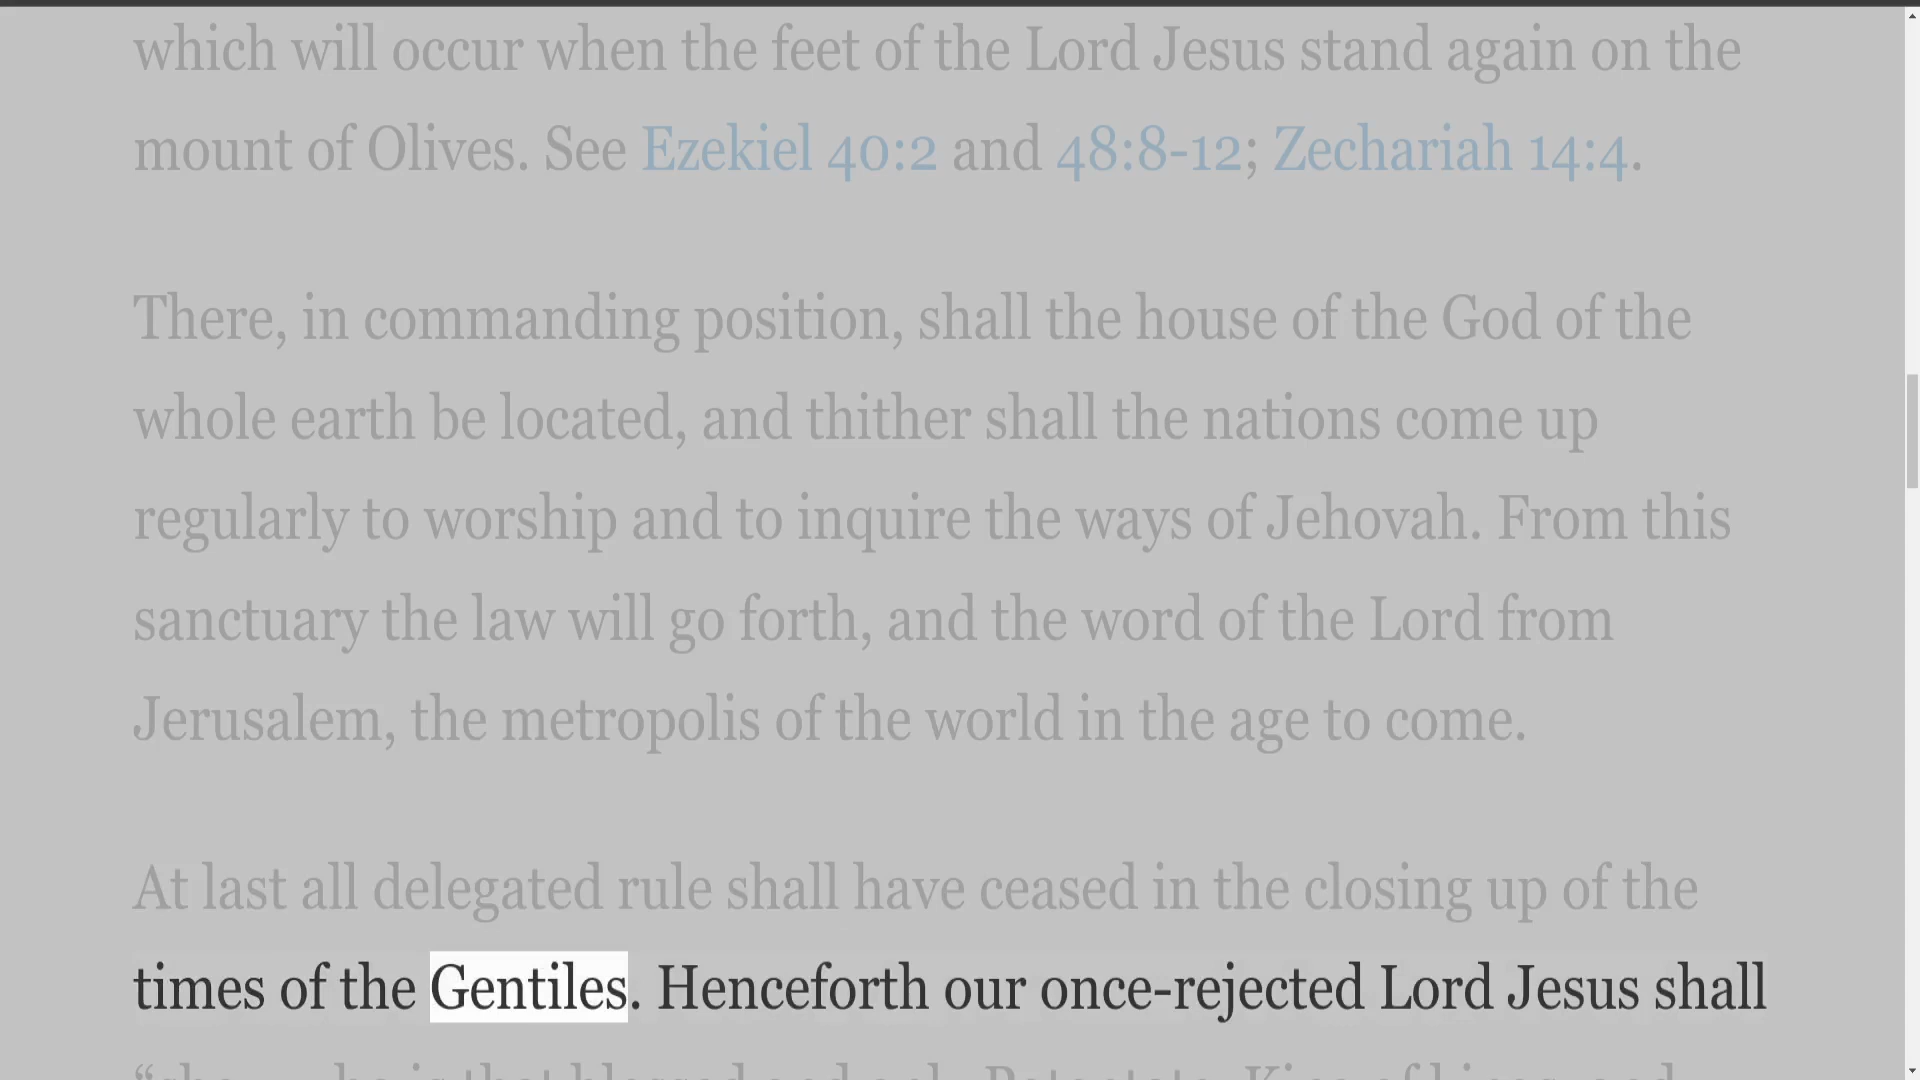 which will occur when the feet of the Lord Jesus stand again on the
mount of Olives. See Ezekiel 40:2 and 48:8-12; Zechariah 14:4.
There, in commanding position, shall the house of the God of the
whole earth be located, and thither shall the nations come up
regularly to worship and to inquire the ways of Jehovah. From this
sanctuary the law will go forth, and the word of the Lord from
Jerusalem, the metropolis of the world in the age to come.
At last all delegated rule shall have ceased in the closing up of the
times of the Gentiles. Henceforth our once-rejected Lord Jesus shall